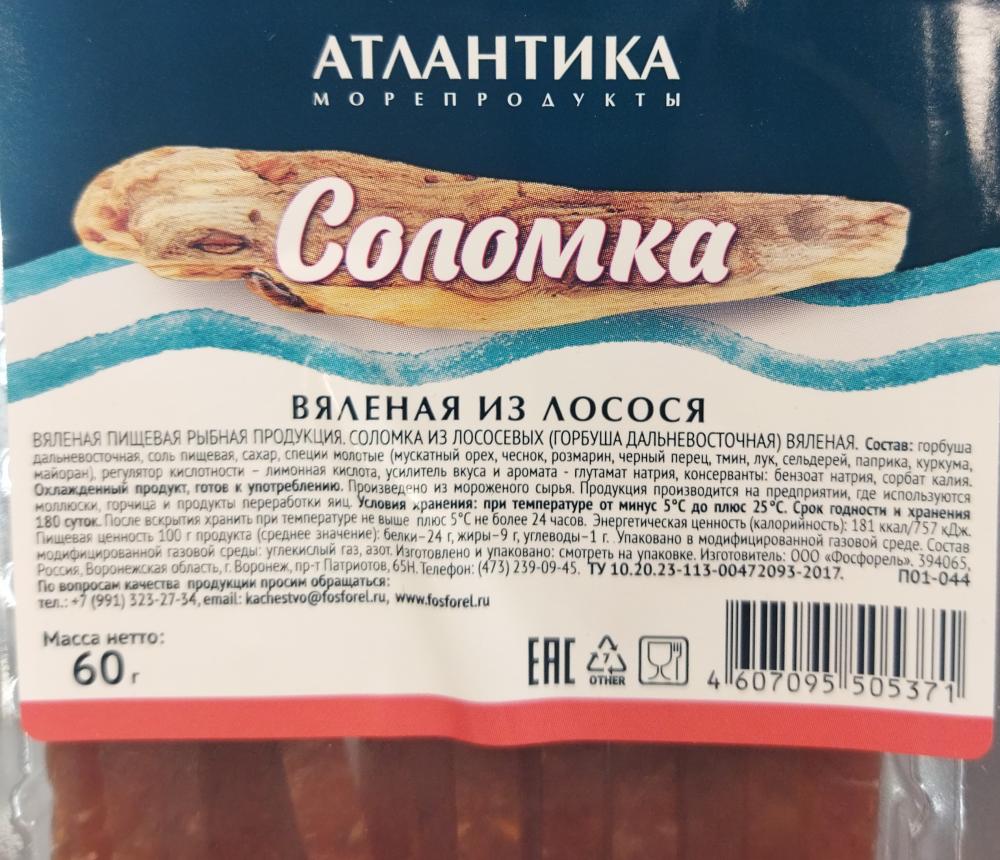 АТЛАНТИКА
МОРЕПРОДУКТЫ
Соломка
ВЯЛЕНАЯ ИЗ ЛОСОСЯ
ВЯЛЕНАЯ ПИЩЕВАЯ РЫБНАЯ ПРОДУКЦИЯ. СОЛОМКА ИЗ ЛОСОСЕВЫХ (ГОРБУША ДАЛЬНЕВОСТОЧНАЯ) ВЯЛЕНАЯ. Состав: горбуша
дальневосточная, соль пищевая, сахар, специи молотые (мускатный орех, чеснок, розмарин, черный перец, тмин, лук, сельдерей, паприка, куркума,
майоран), регулятор кислотности – лимонная кислота, усилитель вкуса и аромата - глутамат натрия, консерванты: бензоат натрия, сорбат калия.
Охлажденный продукт, готов к употреблению. Произведено из мороженого сырья. Продукция производится на предприятии, где используются
моллюски, горчица и продукты переработки яиц. Условия хранения: при температуре от минус 5°С до плюс 25°С. Срок годности и хранения
180 суток. После вскрытия хранить при температуре не выше плюс 5°С не более 24 часов. Энергетическая ценность (калорийность): 181 ккал/757 кДж.
Пищевая ценность 100 г продукта (среднее значение): белки–24 г, жиры–9 г, углеводы–1 г. Упаковано в модифицированной газовой среде. Состав
модифицированной газовой среды: углекислый газ, азот. Изготовлено и упаковано: смотреть на упаковке. Изготовитель: ООО «Фосфорель». 394065,
Россия, Воронежская область, г. Воронеж, пр-т Патриотов, 65Н. Телефон: (473) 239-09-45. ТУ 10.20.23-113-00472093-2017. П01-044
По вопросам качества продукции просим обращаться:
тел.: +7 (991) 323-27-34, email: kachestvo@fosforel.ru, www.fosforel.ru
Масса нетто:
60 г
EAC
7
OTHER
4 607095 505371